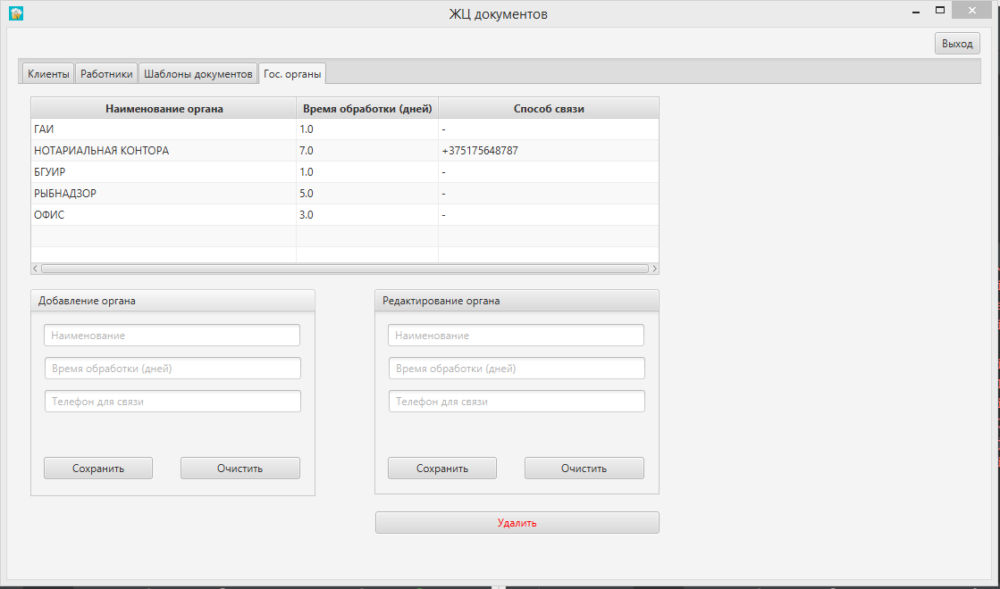 ЖЦ документов
Выход
Клиенты Работники Шаблоны документов Гос. органы
Наименование органа Время обработки (дней) Способ связи
ГАИ 1.0 -
НОТАРИАЛЬНАЯ КОНТОРА 7.0 +375175648787
БГУИР 1.0 -
РЫБНАДЗОР 5.0 -
ОФИС 3.0 -
Добавление органа Редактирование органа
Наименование Наименование
Время обработки (дней) Время обработки (дней)
Телефон для связи Телефон для связи
Сохранить Очистить Сохранить Очистить
Удалить